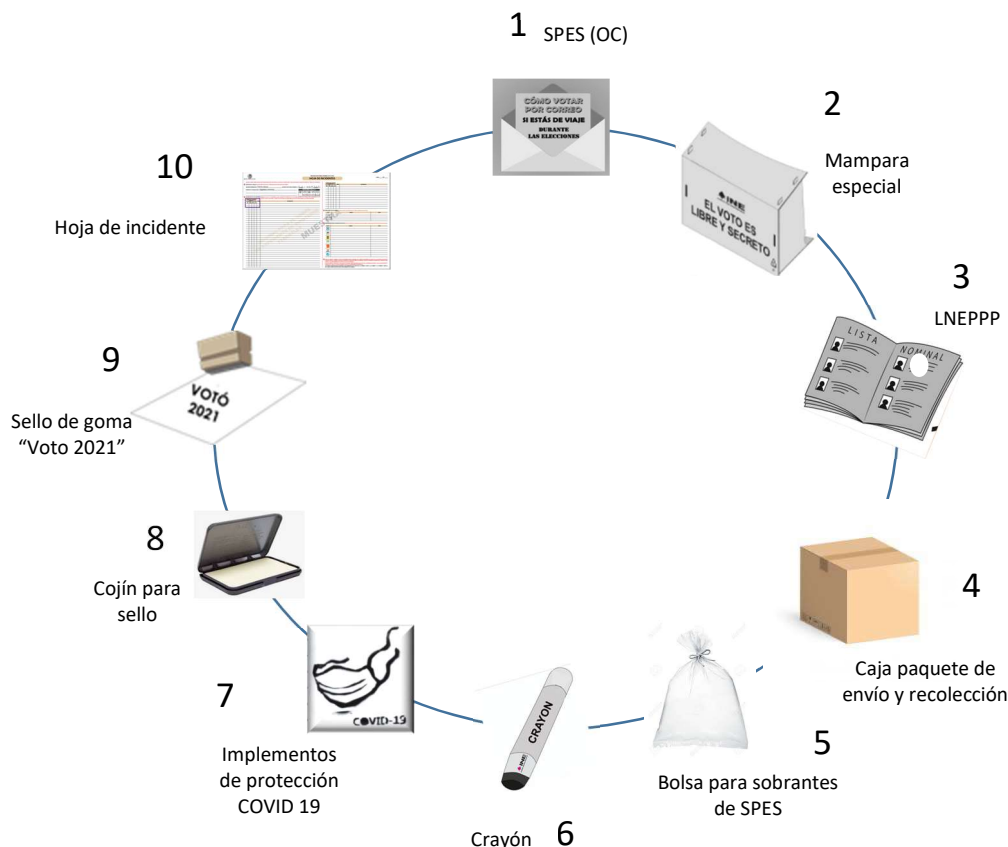 1 SPES (OC)
CÓMO VOTAR
POR CORREO
SI ESTÁS DE VIAJE
DURANTE
LAS ELECCIONES
2
Mampara
especial
INE
EL VOTO ES
LIBRE Y SECRETO
3
LNEPPP
LISTA
NOMINAL
4
Caja paquete de
envío y recolección
5
Bolsa para sobrantes
de SPES
CRAYON
INE
Crayón 6
7
COVID-19
Implementos
de protección
COVID 19
8
Cojín para
sello
9
VOTÓ
2021
Sello de goma
“Voto 2021”
10
MUESTRA
Hoja de incidente